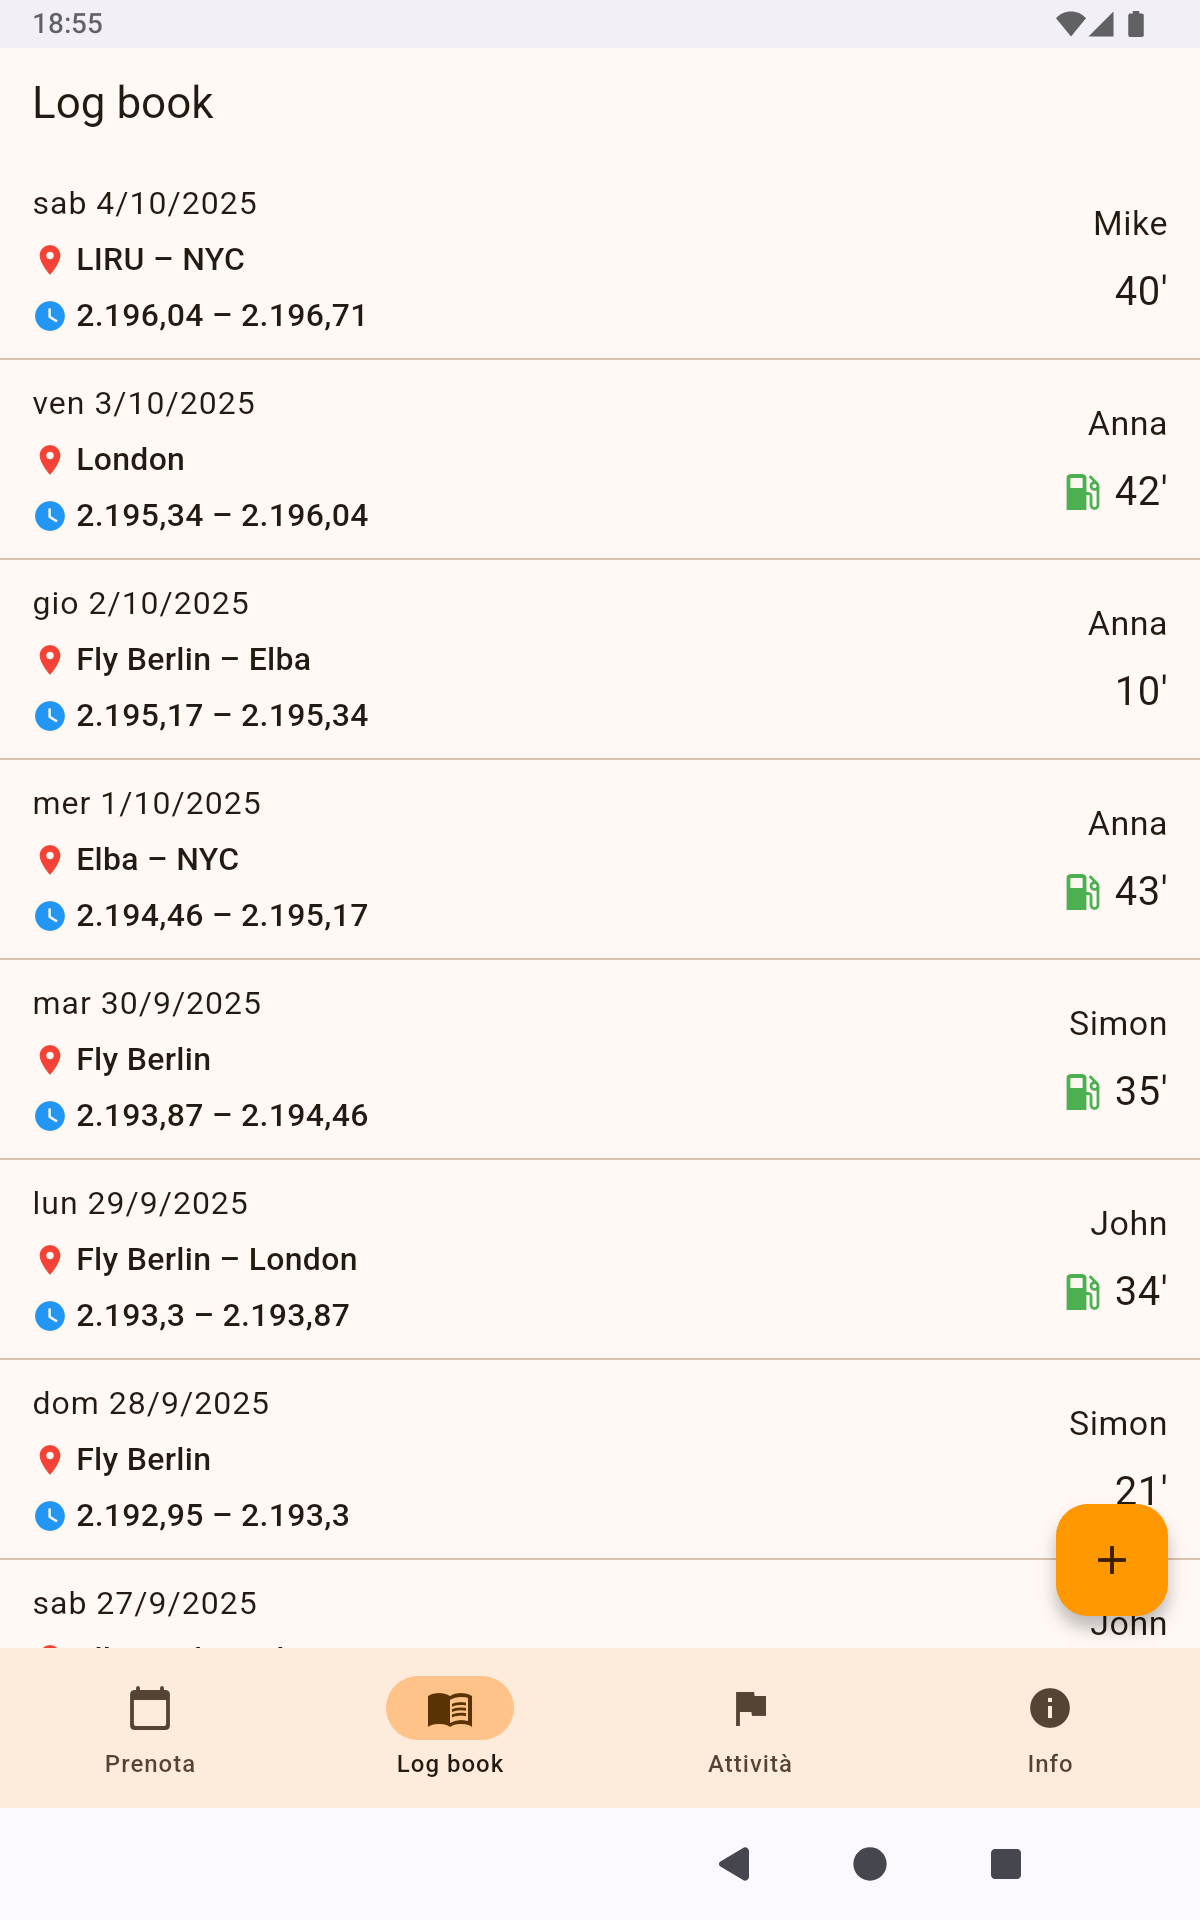 18:55
Log book
sab 4/10/2025
Mike
LIRU – NYC
40'
2.196,04 – 2.196,71
ven 3/10/2025
Anna
London
42'
2.195,34 – 2.196,04
gio 2/10/2025
Anna
Fly Berlin – Elba
10'
2.195,17 – 2.195,34
mer 1/10/2025
Anna
Elba – NYC
43'
2.194,46 – 2.195,17
mar 30/9/2025
Simon
Fly Berlin
35'
2.193,87 – 2.194,46
lun 29/9/2025
John
Fly Berlin – London
34'
2.193,3 – 2.193,87
dom 28/9/2025
Simon
Fly Berlin
21'
2.192,95 – 2.193,3
sab 27/9/2025
John
Prenota
Log book
Attività
Info